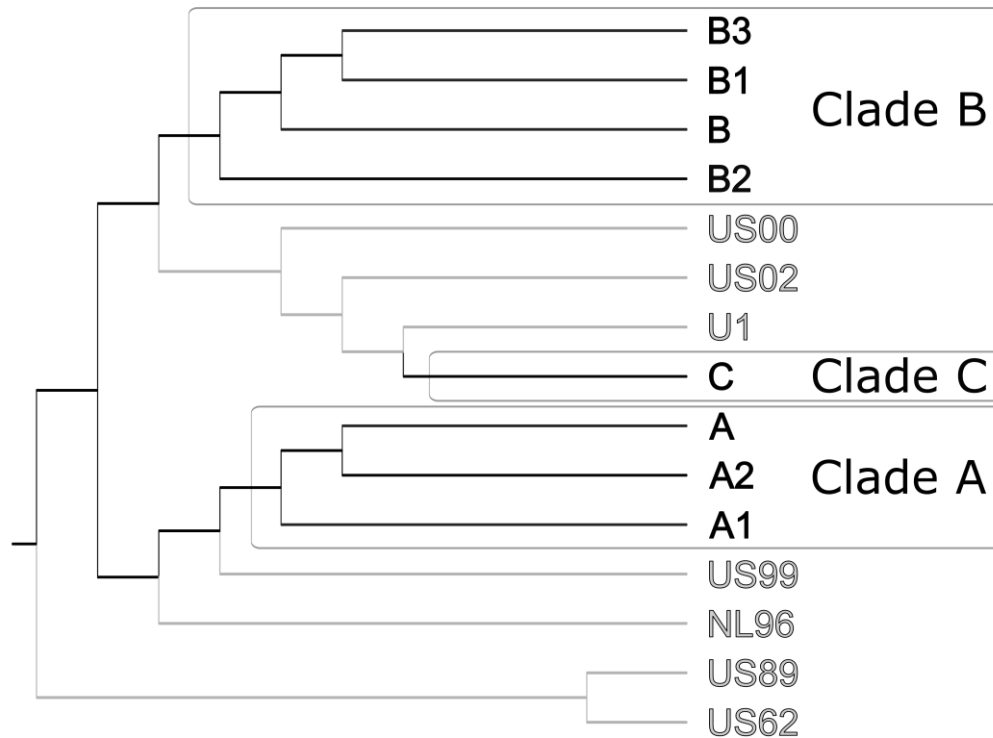 B3
B1
Clade B
B
B2
US00
US02
U1
C
Clade C
A
A2
Clade A
A1
US99
NL96
US89
US62